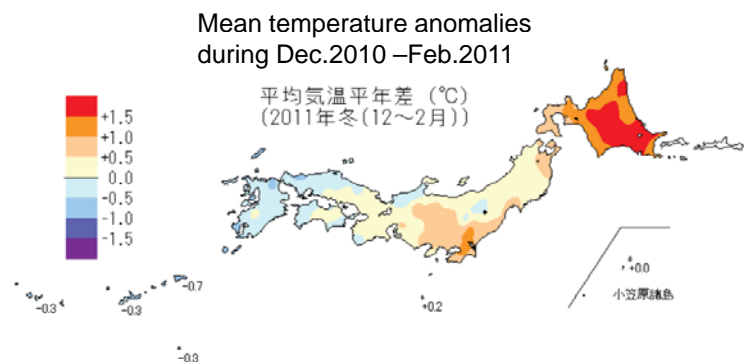 Mean temperature anomalies
during Dec.2010 –Feb.2011
平均気温平年差 (℃)
(2011年冬(12～2月))
+1.5
+1.0
+0.5
0.0
-0.5
-1.0
-1.5
+0.0
小笠原諸島
-0.7
-0.3
-0.3
+0.2
-0.3